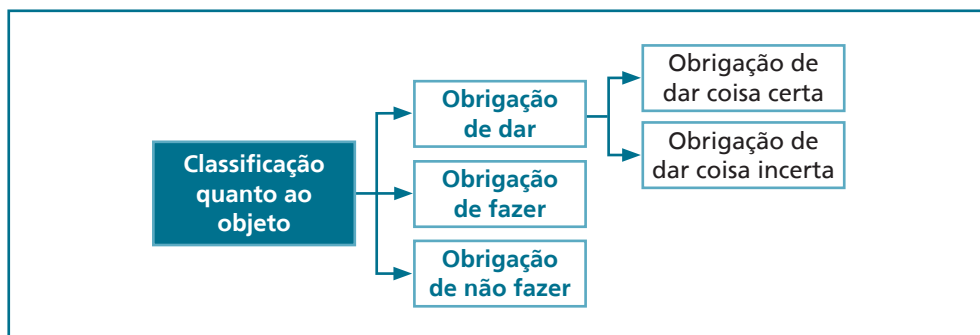 Classificação
quanto ao
objeto
Obrigação
de dar
Obrigação de
dar coisa certa
Obrigação de
dar coisa incerta
Obrigação
de fazer
Obrigação
de não fazer